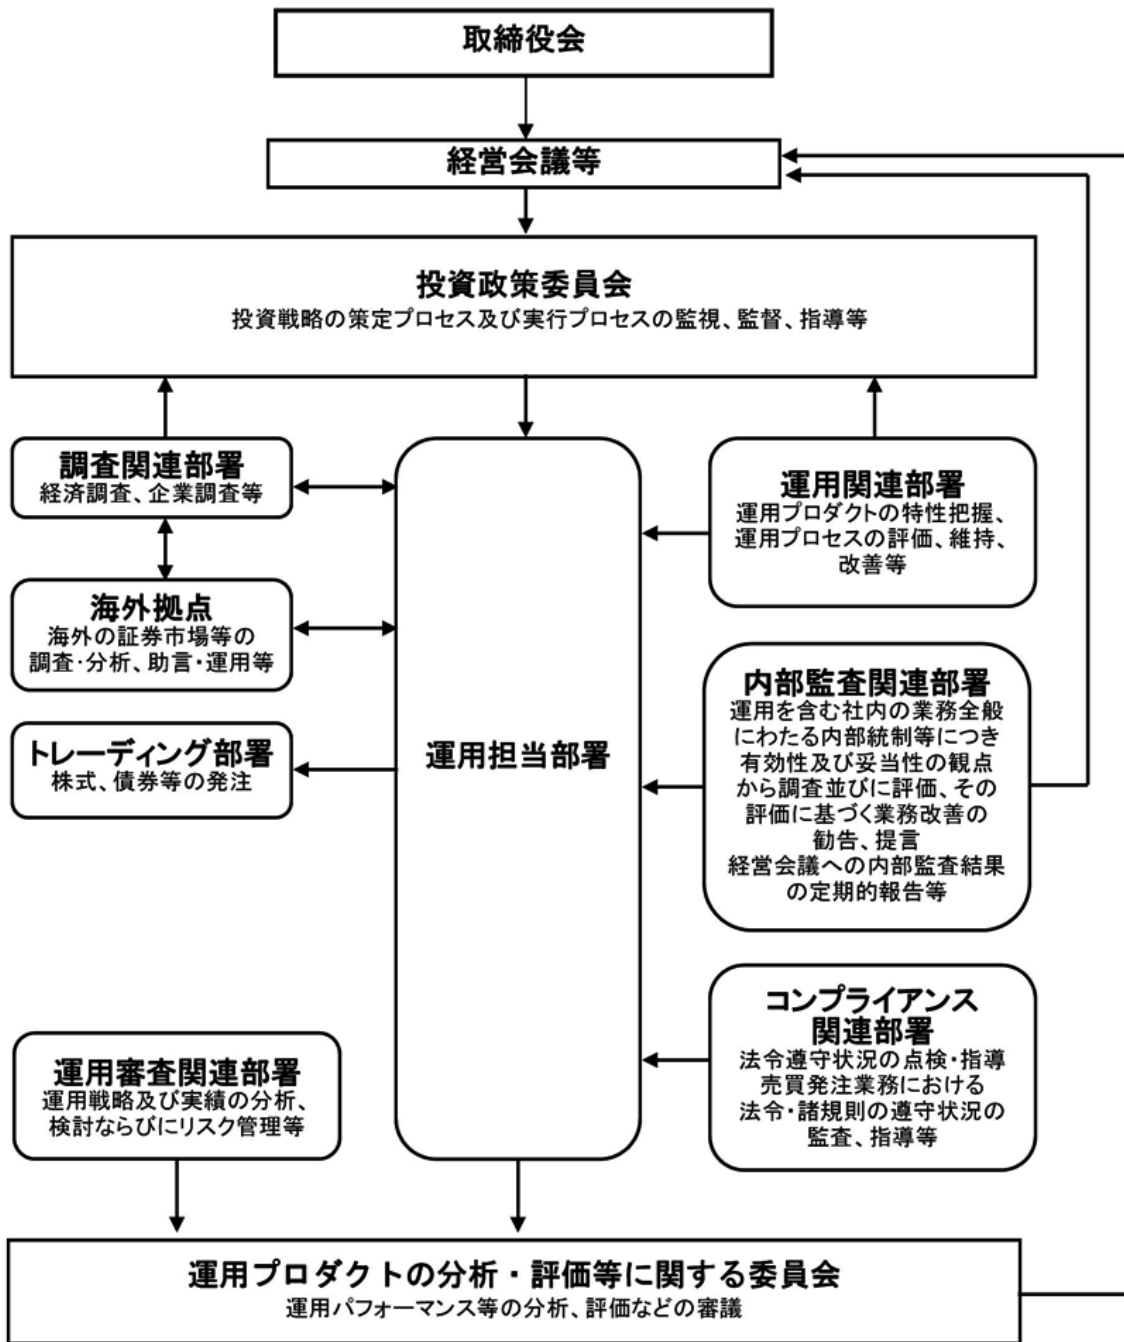 取締役会
経営会議等
投資政策委員会
投資戦略の策定プロセス及び実行プロセスの監視、監督、指導等
調査関連部署
経済調査、企業調査等
海外拠点
海外の証券市場等の
調査・分析、助言・運用等
トレーディング部署
株式、債券等の発注
運用担当部署
運用関連部署
運用プロダクトの特性把握、
運用プロセスの評価、維持、
改善等
内部監査関連部署
運用を含む社内の業務全般
にわたる内部統制等につき
有効性及び妥当性の観点
から調査並びに評価、その
評価に基づく業務改善の
勧告、提言
経営会議への内部監査結果
の定期的報告等
コンプライアンス
関連部署
法令遵守状況の点検・指導
売買発注業務における
法令・諸規則の遵守状況の
監査、指導等
運用審査関連部署
運用戦略及び実績の分析、
検討ならびにリスク管理等
運用プロダクトの分析・評価等に関する委員会
運用パフォーマンス等の分析、評価などの審議